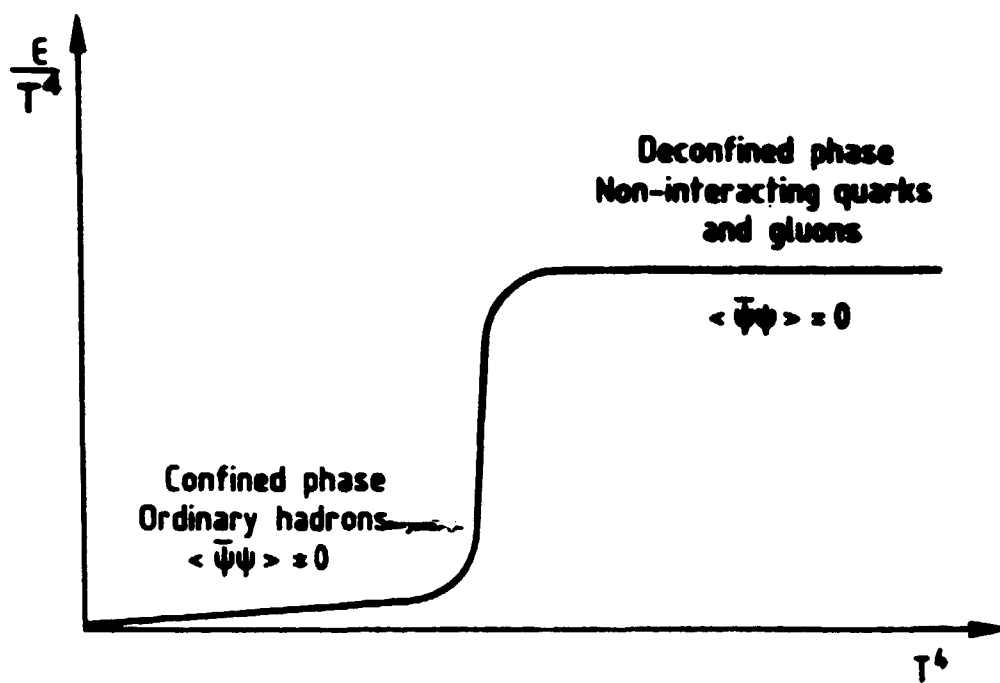 E
T⁴
Deconfined phase
Non-interacting quarks
and gluons
< ψ̄ψ > = 0
Confined phase
Ordinary hadrons
< ψ̄ψ > ≠ 0
T⁴